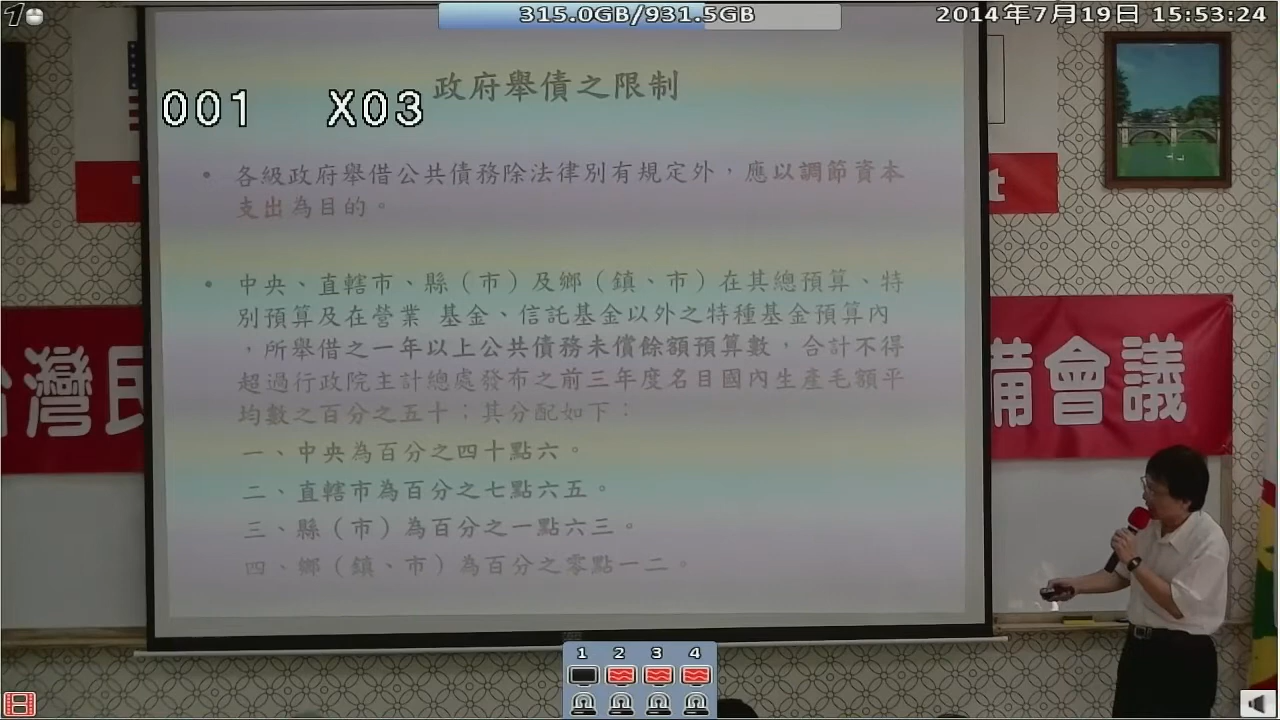 1
315.0GB/931.5GB
2014年7月19日 15:53:24
001 X03
政府舉債之限制
• 各級政府舉借公共債務除法律別有規定外，應以調節資本
支出為目的。
• 中央、直轄市、縣（市）及鄉（鎮、市）在其總預算、特
別預算及在營業 基金、信託基金以外之特種基金預算內
，所舉借之一年以上公共債務未償餘額預算數，合計不得
超過行政院主計總處發布之前三年度名目國內生產毛額平
均數之百分之五十；其分配如下：
一、中央為百分之四十點六。
二、直轄市為百分之七點六五。
三、縣（市）為百分之一點六三。
四、鄉（鎮、市）為百分之零點一二。
t
灣民
備會議
1 2 3 4